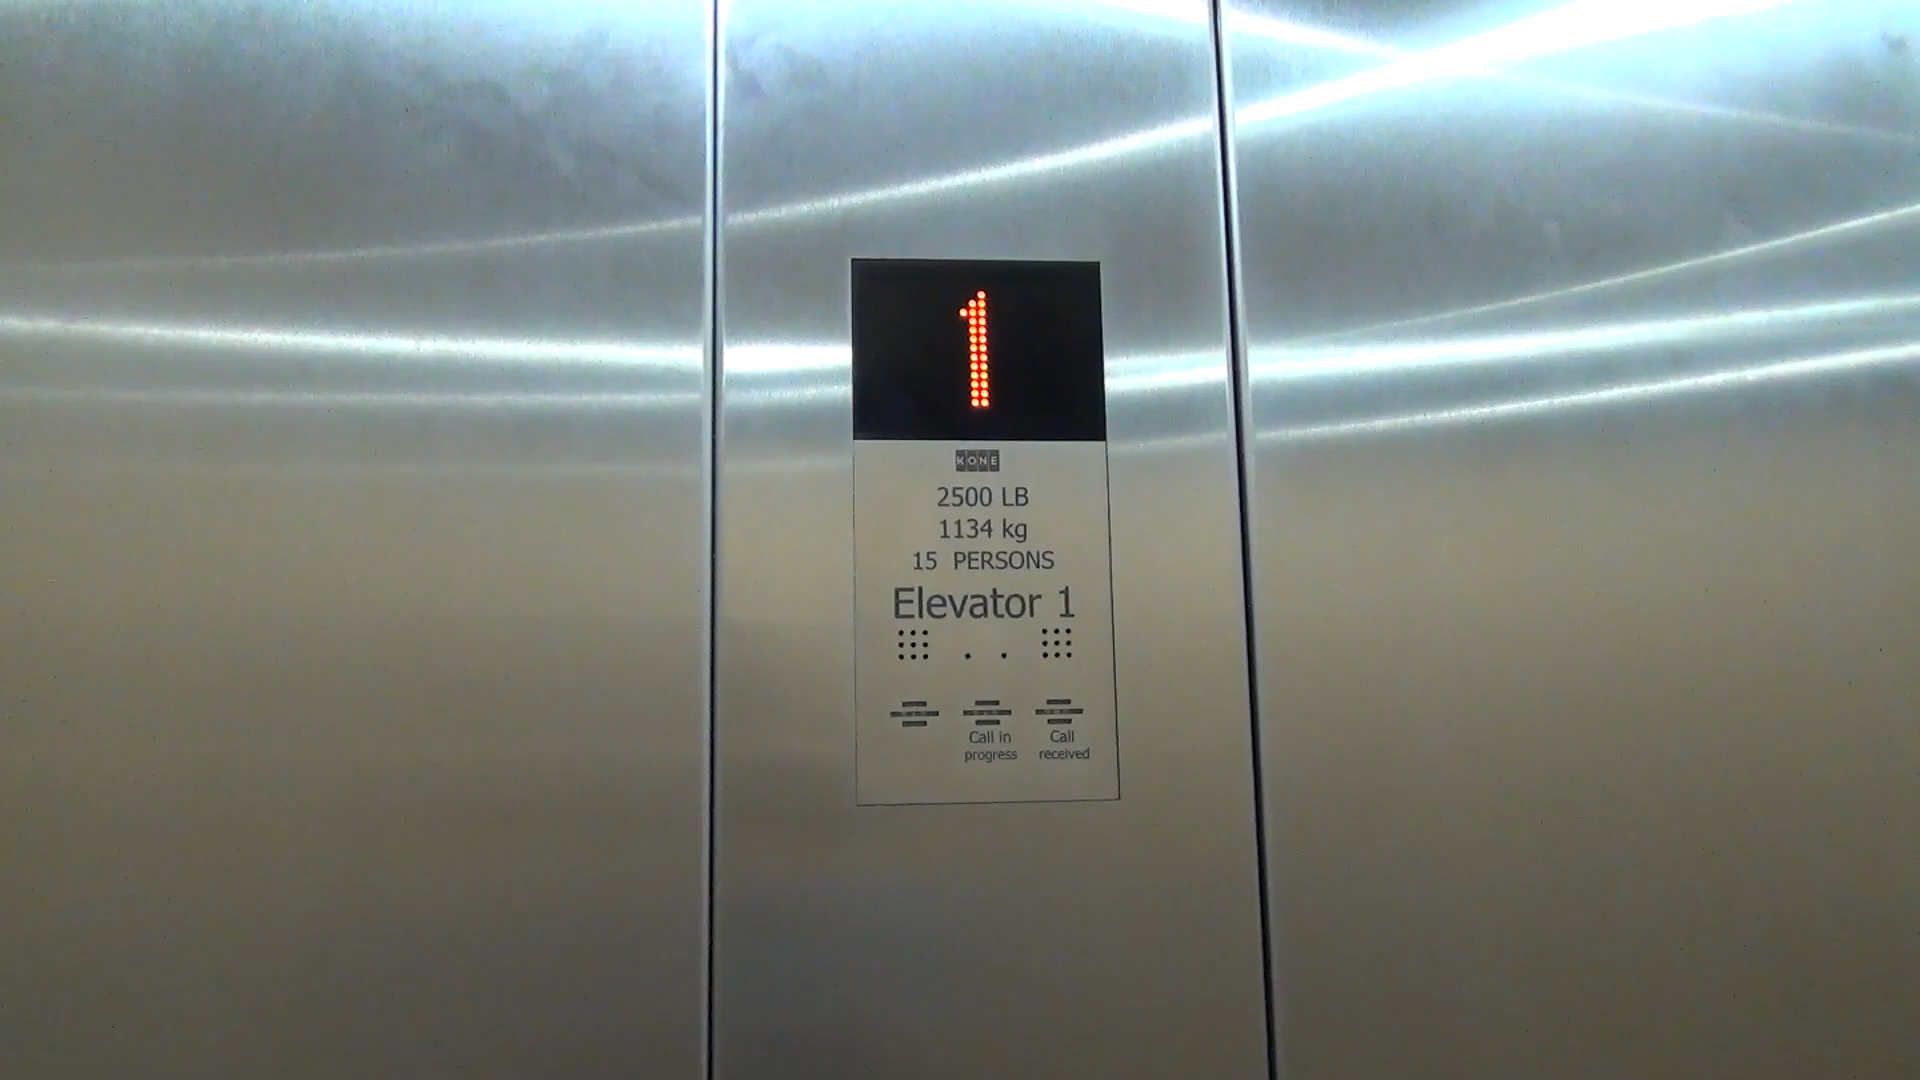 1
KONE
2500 LB
1134 kg
15 PERSONS
Elevator 1
Call in
progress
Call
received